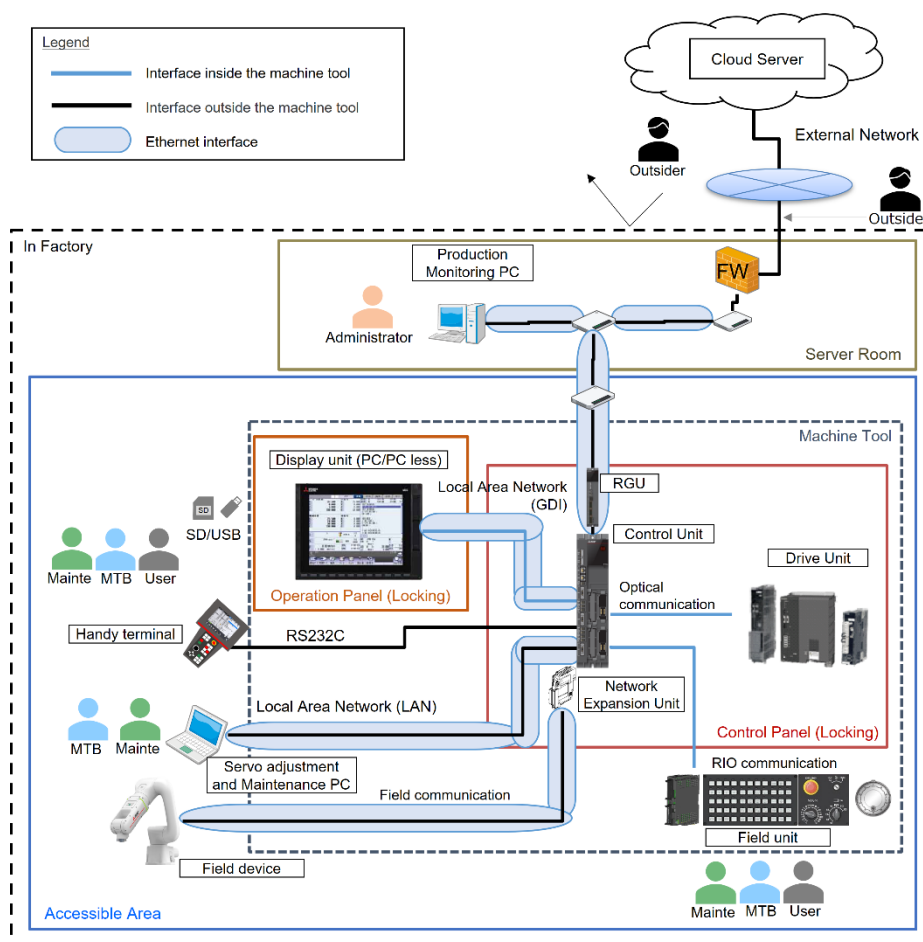 Legend
Interface inside the machine tool
Interface outside the machine tool
Ethernet interface
Cloud Server
External Network
Outsider
Outside
In Factory
Production
Monitoring PC
FW
Administrator
Server Room
Machine Tool
Display unit (PC/PC less)
Local Area Network
(GDI)
RGU
SD
SD/USB
Control Unit
Drive Unit
Mainte
MTB
User
Operation Panel (Locking)
Optical
communication
Handy terminal
RS232C
Network
Expansion Unit
Local Area Network (LAN)
MTB
Mainte
Control Panel (Locking)
Servo adjustment
and Maintenance PC
RIO communication
Field communication
Field unit
Field device
Mainte
MTB
User
Accessible Area